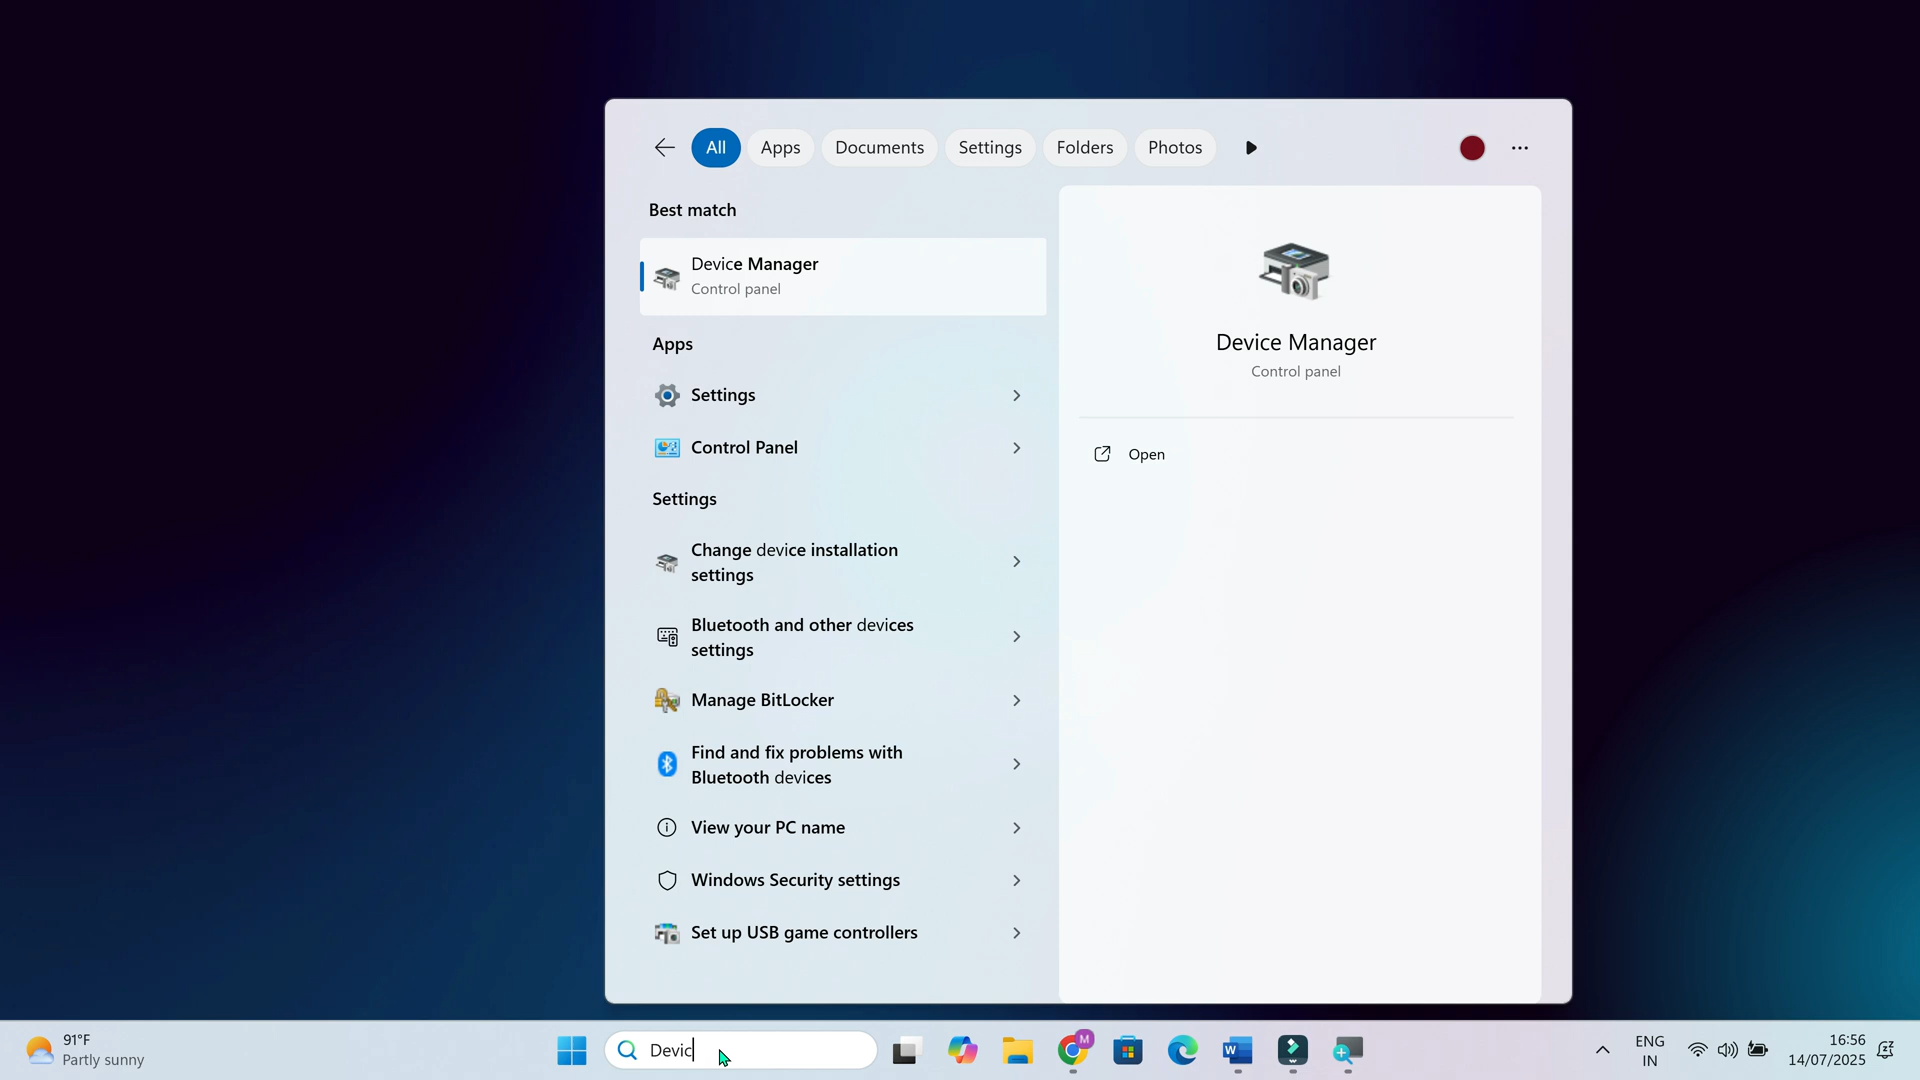 All
Apps
Documents
Settings
Folders
Photos
Best match
Device Manager
Control panel
Apps
Settings
Control Panel
Settings
Change device installation
settings
Bluetooth and other devices
settings
Manage BitLocker
Find and fix problems with
Bluetooth devices
View your PC name
Windows Security settings
Set up USB game controllers
Device Manager
Control panel
Open
91°F
Partly sunny
Devic
M
W
ENG
IN
16:56
14/07/2025